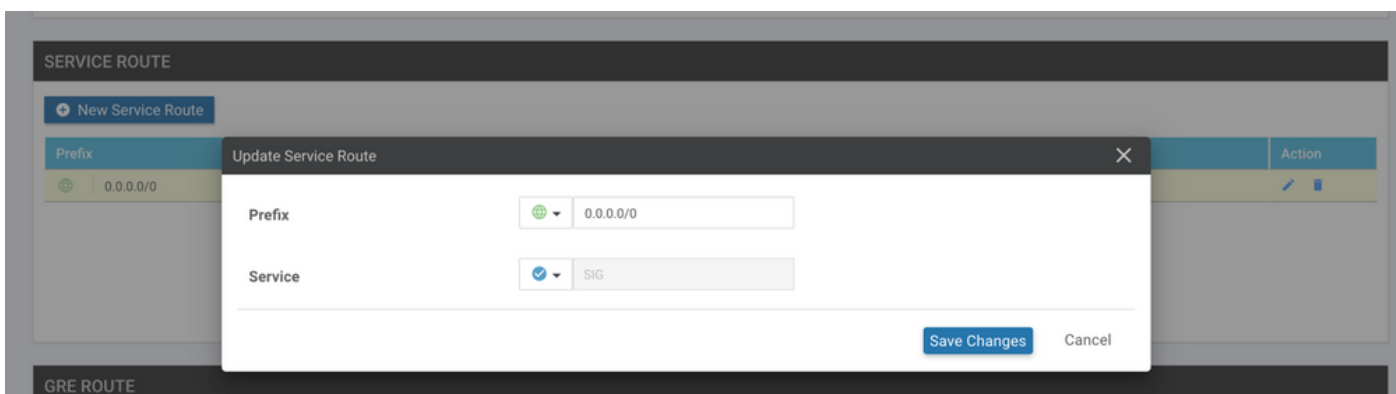 SERVICE ROUTE
New Service Route
Prefix
Action
0.0.0.0/0
Update Service Route
Prefix
0.0.0.0/0
Service
SIG
Save Changes
Cancel
GRE ROUTE